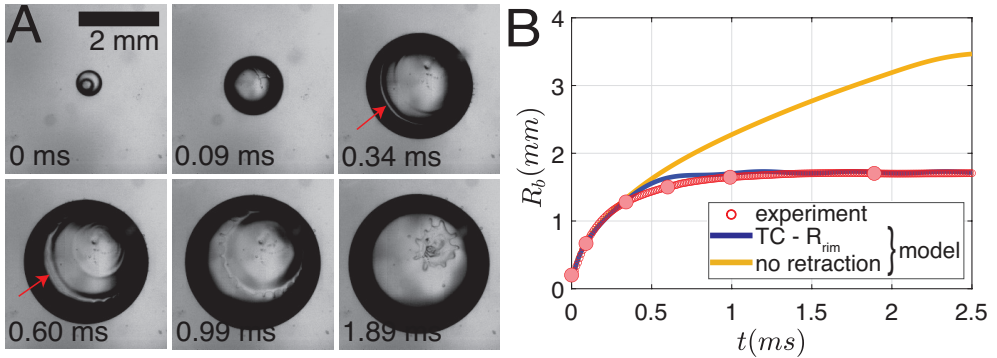 A
2 mm
0 ms
0.09 ms
0.34 ms
0.60 ms
0.99 ms
1.89 ms
B
4
3
2
1
0
R_b(mm)
experiment
TC - R_rim
no retraction
} model
0
0.5
1
1.5
2
2.5
t(ms)